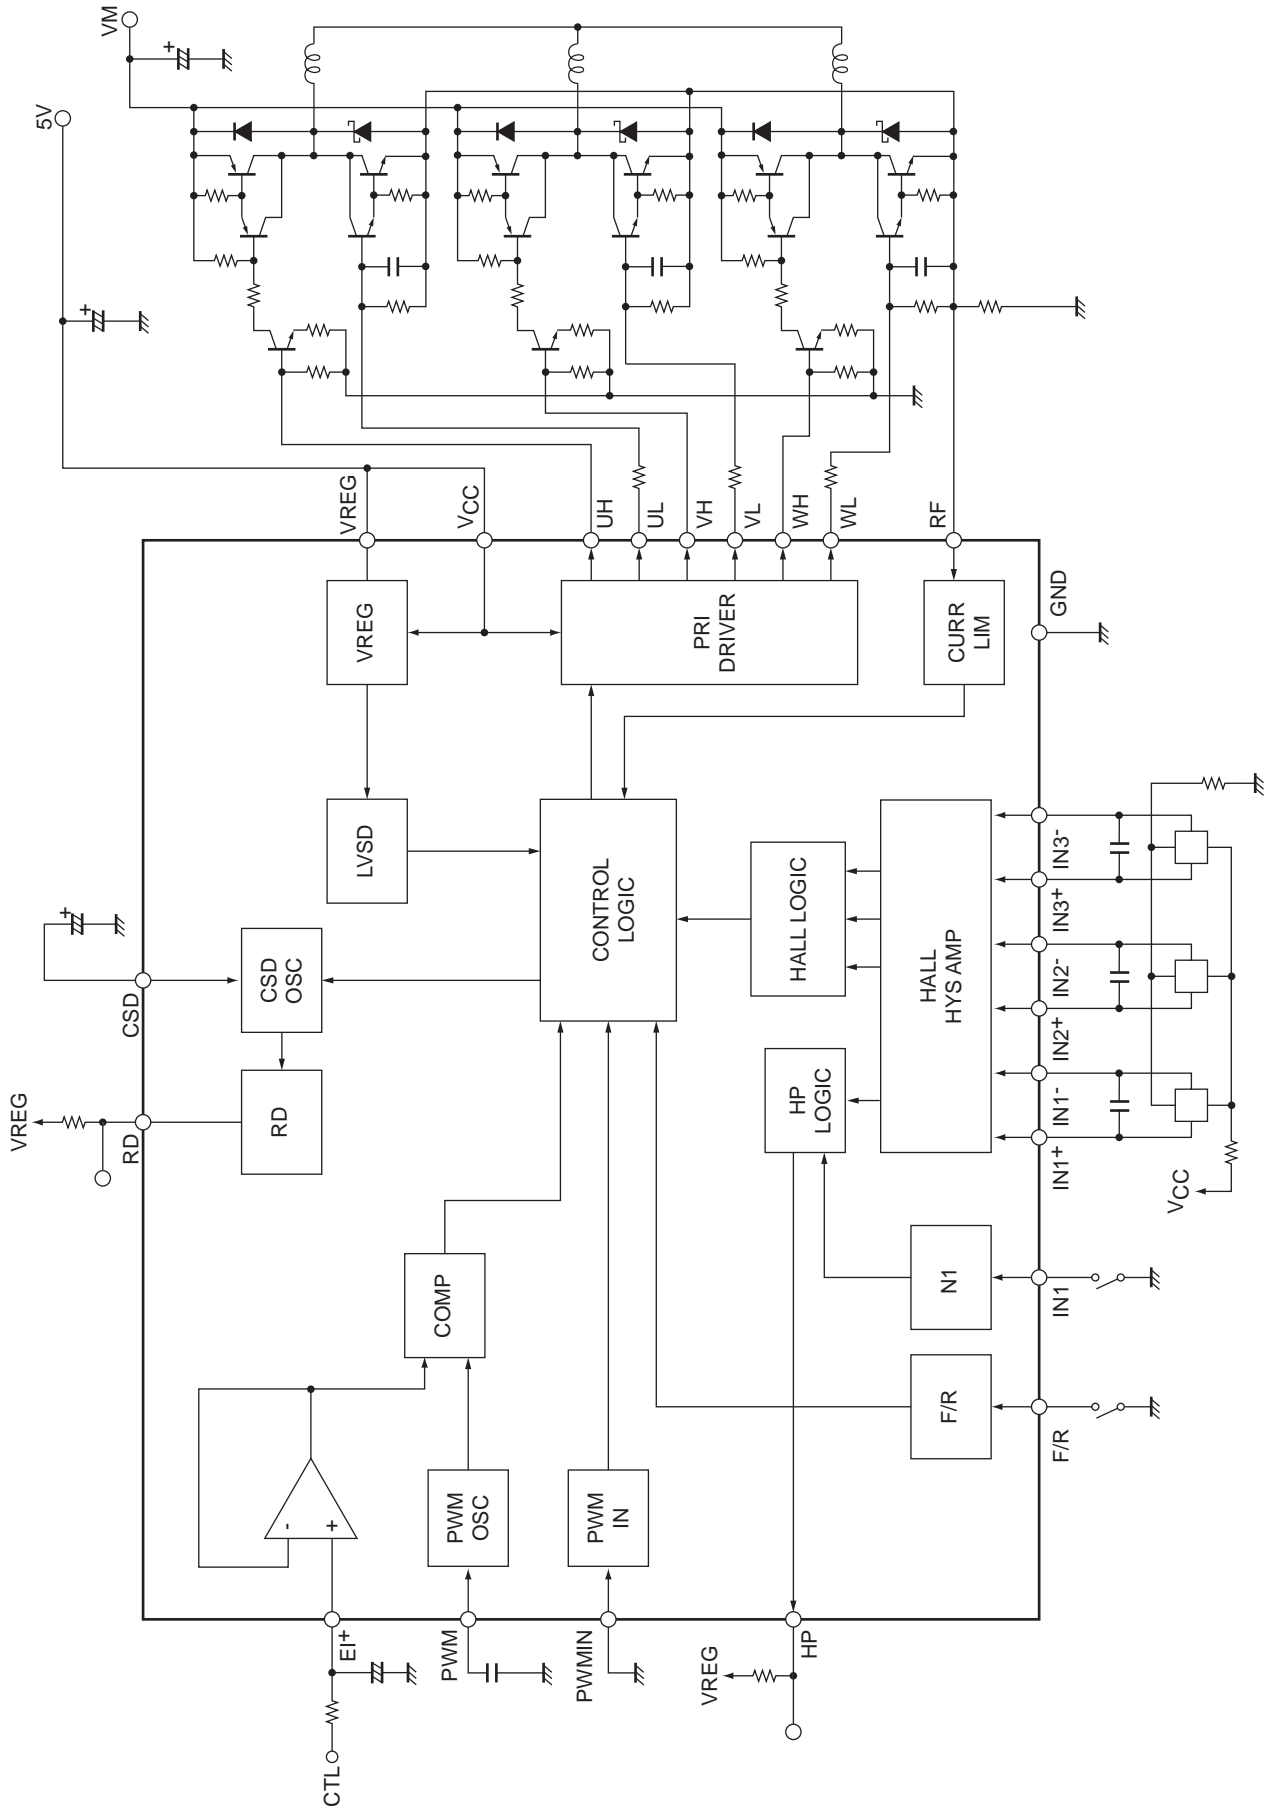 VM
+
5V
+
VREG
VCC
UH
UL
VH
VL
WH
WL
RF
GND
VREG
PRI
DRIVER
CURR
LIM
LVSD
CONTROL
LOGIC
HALL LOGIC
HALL
HYS AMP
HP
LOGIC
CSD
OSC
RD
+
CSD
VREG
RD
COMP
N1
F/R
-
+
PWM
OSC
PWM
IN
IN3-
IN3+
IN2-
IN2+
IN1-
IN1+
VCC
IN1
F/R
EI+
PWM
PWMIN
HP
VREG
CTL